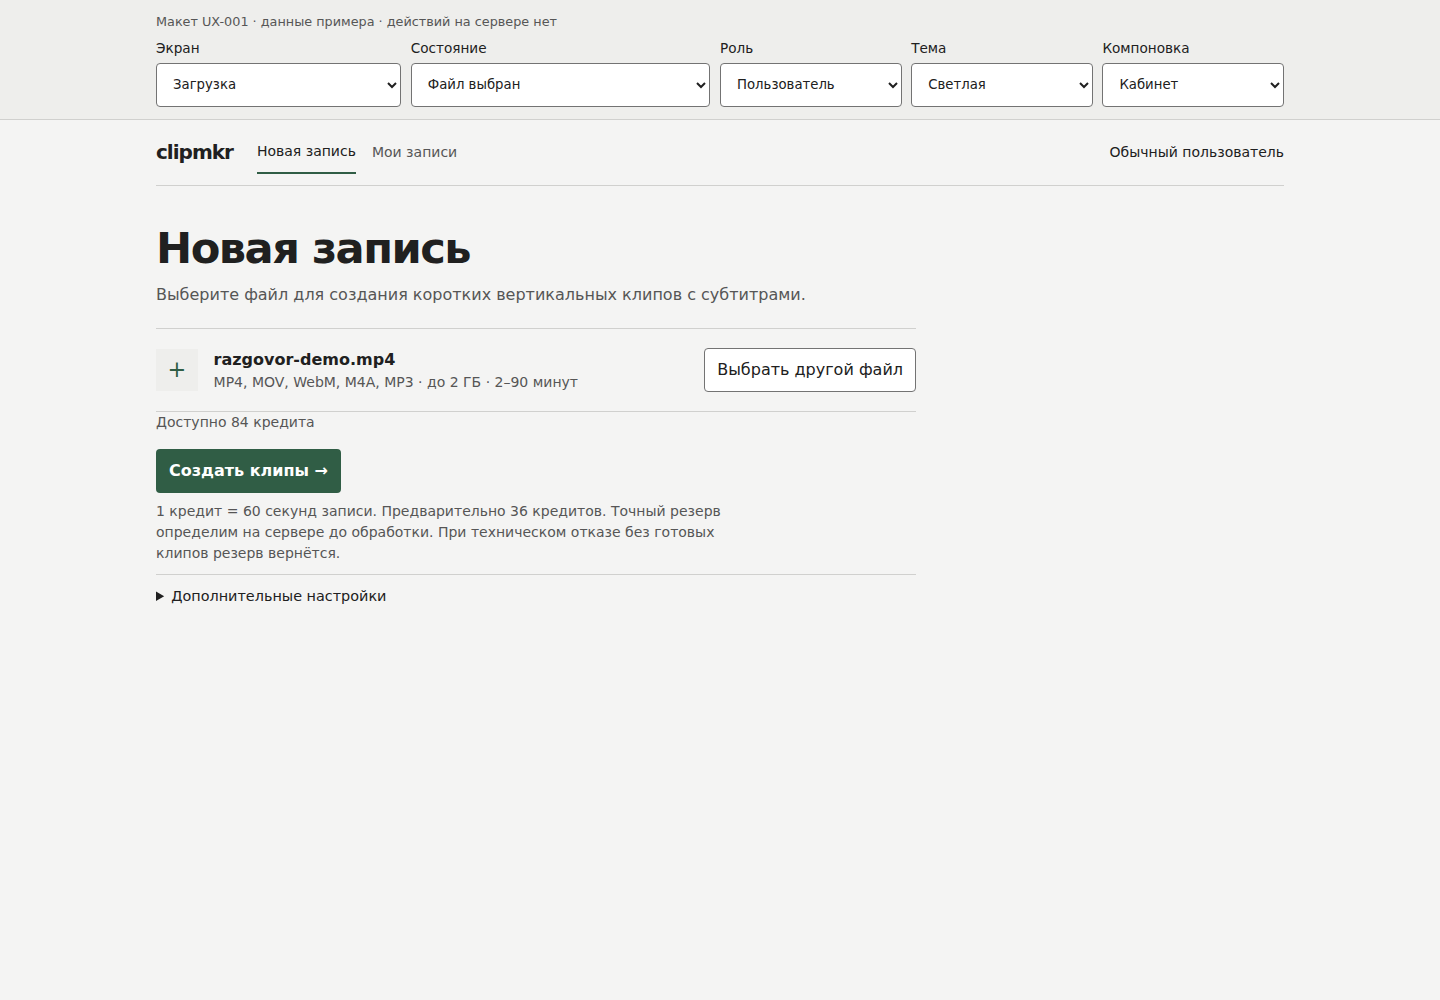 Макет UX-001 · данные примера · действий на сервере нет
Экран Состояние Роль Тема Компоновка
Загрузка Файл выбран Пользователь Светлая Кабинет
clipmkr Новая запись Мои записи Обычный пользователь
Новая запись
Выберите файл для создания коротких вертикальных клипов с субтитрами.
+ razgovor-demo.mp4
MP4, MOV, WebM, M4A, MP3 · до 2 ГБ · 2–90 минут
Выбрать другой файл
Доступно 84 кредита
Создать клипы →
1 кредит = 60 секунд записи. Предварительно 36 кредитов. Точный резерв
определим на сервере до обработки. При техническом отказе без готовых
клипов резерв вернётся.
Дополнительные настройки